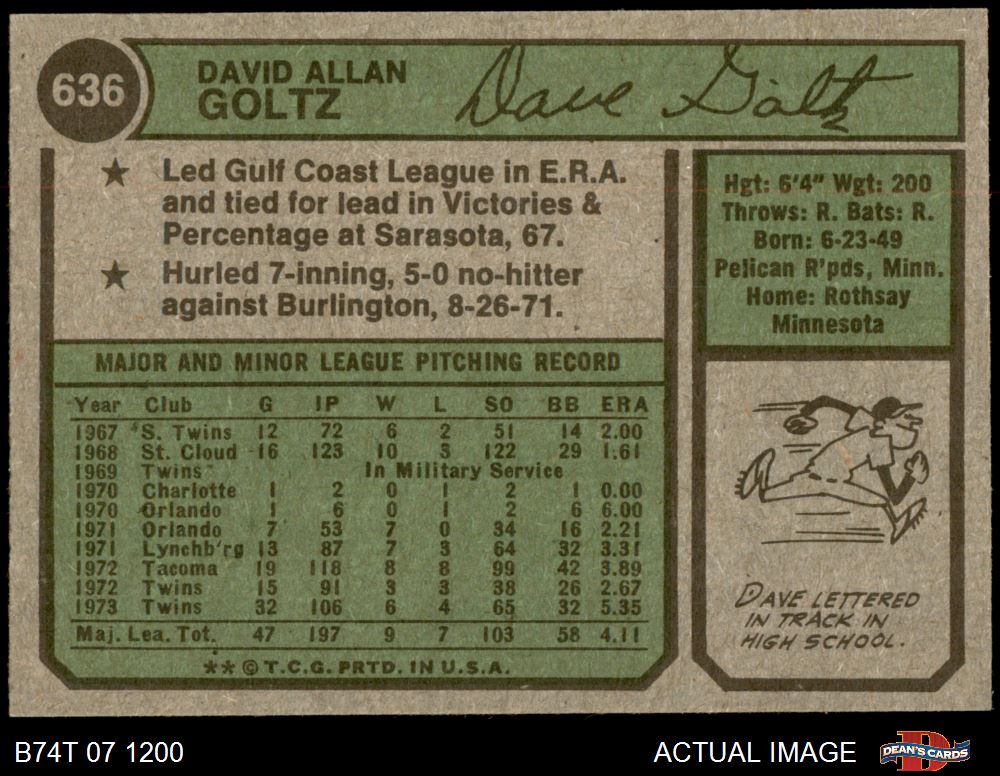 636
DAVID ALLAN
GOLTZ
Dave Goltz
★ Led Gulf Coast League in E.R.A.
and tied for lead in Victories &
Percentage at Sarasota, 67.
★ Hurled 7-inning, 5-0 no-hitter
against Burlington, 8-26-71.
Hgt: 6'4" Wgt: 200
Throws: R. Bats: R.
Born: 6-23-49
Pelican R'pds, Minn.
Home: Rothsay
Minnesota
MAJOR AND MINOR LEAGUE PITCHING RECORD
Year Club G IP W L SO BB ERA
1967 S. Twins 12 72 6 2 51 14 2.00
1968 St. Cloud 16 123 10 3 122 29 1.61
1969 Twins In Military Service
1970 Charlotte 1 2 0 1 2 1 0.00
1970 Orlando 1 6 0 1 2 6 6.00
1971 Orlando 7 53 7 0 34 16 2.21
1971 Lynchb'rg 13 87 7 3 64 32 3.31
1972 Tacoma 19 118 8 8 99 42 3.89
1972 Twins 15 91 3 3 38 26 2.67
1973 Twins 32 106 6 4 65 32 5.35
Maj. Lea. Tot. 47 197 9 7 103 58 4.11
** © T.C.G. PRTD. IN U.S.A.
DAVE LETTERED
IN TRACK IN
HIGH SCHOOL.
B74T 07 1200
ACTUAL IMAGE
DEAN'S CARDS